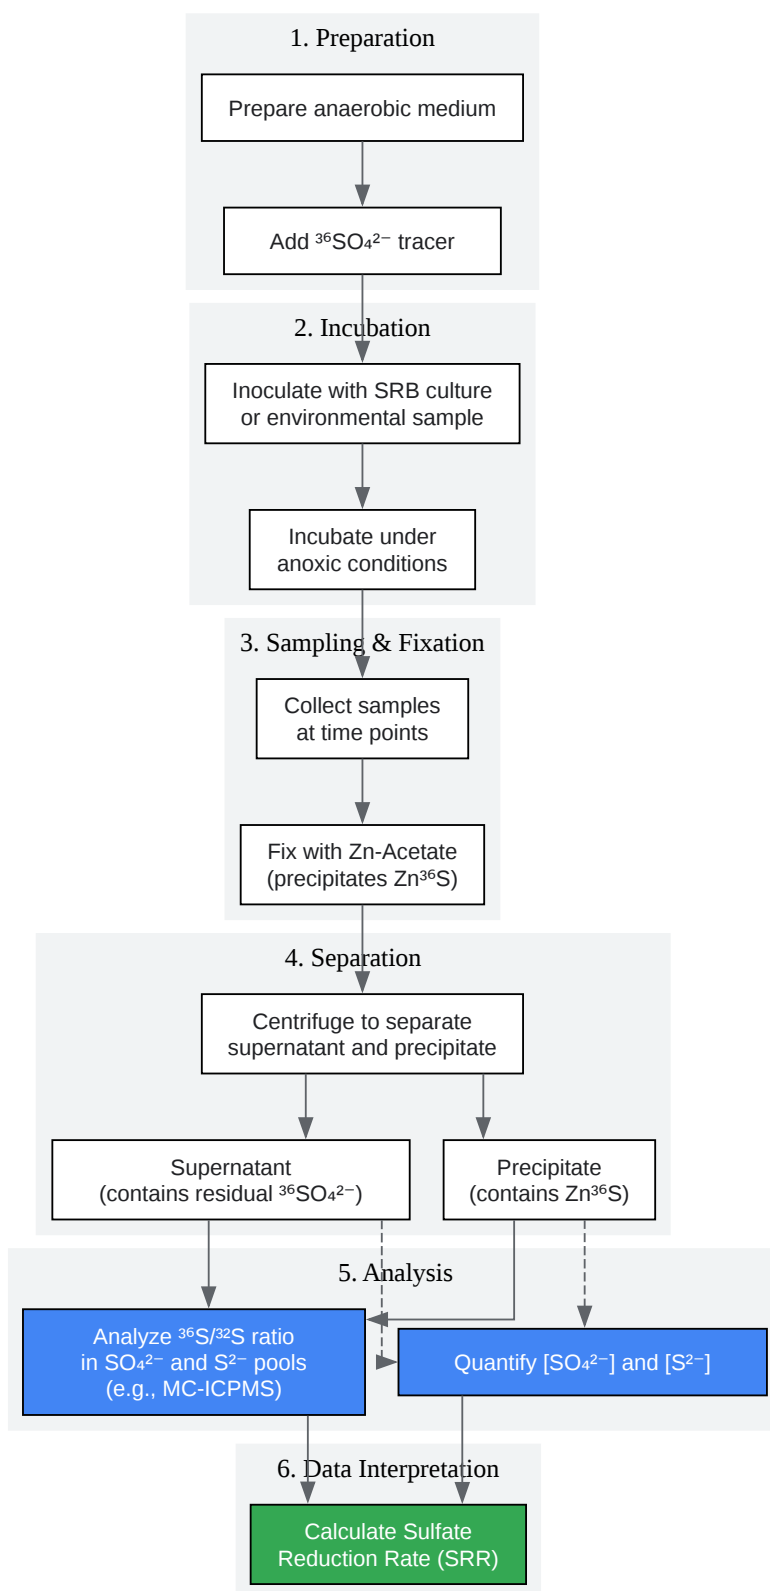 1. Preparation
Prepare anaerobic medium
Add ³⁶SO₄²⁻ tracer
2. Incubation
Inoculate with SRB culture
or environmental sample
Incubate under
anoxic conditions
3. Sampling & Fixation
Collect samples
at time points
Fix with Zn-Acetate
(precipitates Zn³⁶S)
4. Separation
Centrifuge to separate
supernatant and precipitate
Supernatant
(contains residual ³⁶SO₄²⁻)
Precipitate
(contains Zn³⁶S)
5. Analysis
Analyze ³⁶S/³²S ratio
in SO₄²⁻ and S²⁻ pools
(e.g., MC-ICPMS)
Quantify [SO₄²⁻] and [S²⁻]
6. Data Interpretation
Calculate Sulfate
Reduction Rate (SRR)